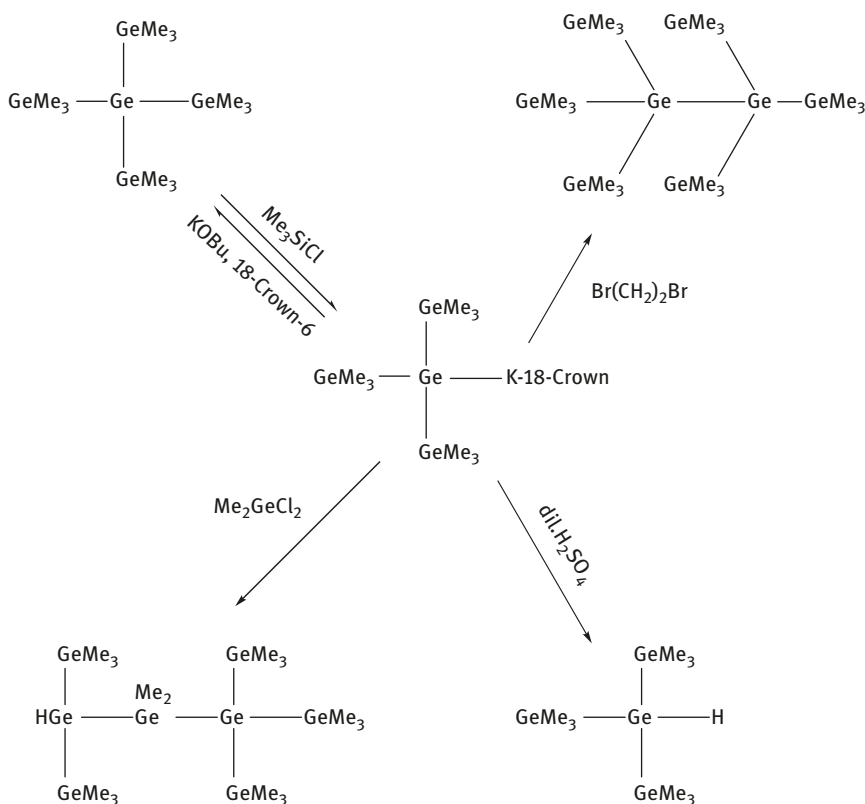 GeMe₃ GeMe₃ GeMe₃
GeMe₃ Ge GeMe₃ GeMe₃ Ge Ge GeMe₃
GeMe₃ GeMe₃ GeMe₃
Me₃SiCl
KOBu, 18-Crown-6
Br(CH₂)₂Br
GeMe₃
GeMe₃ Ge K-18-Crown
GeMe₃
Me₂GeCl₂
dil.H₂SO₄
GeMe₃ GeMe₃ GeMe₃
Me₂
HGe Ge Ge GeMe₃ GeMe₃ Ge H
GeMe₃ GeMe₃ GeMe₃